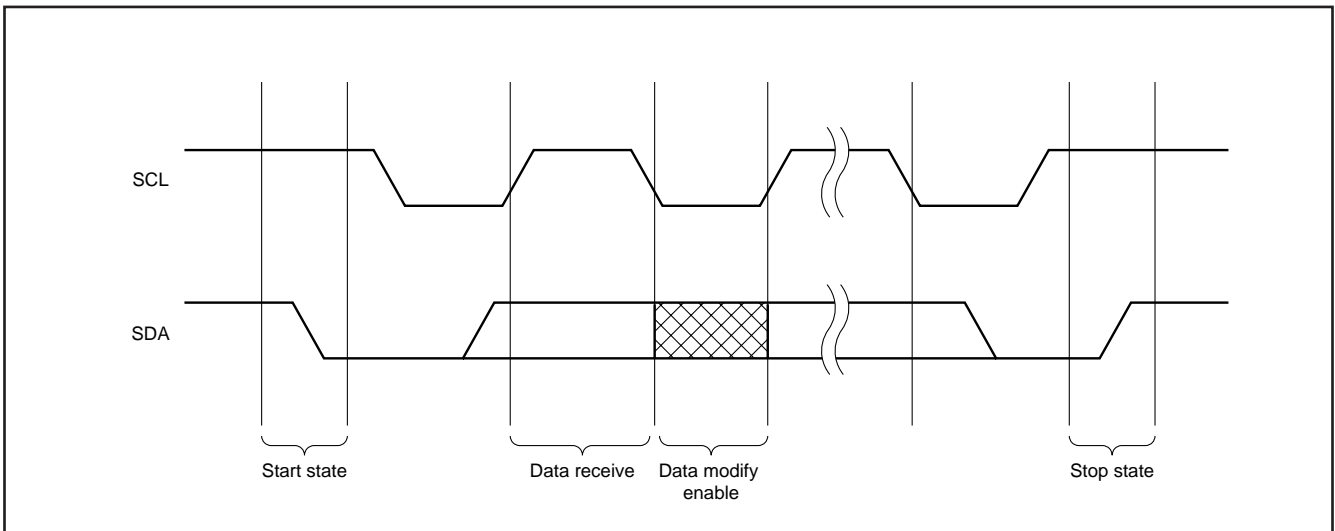 SCL
SDA
Start state
Data receive
Data modify
enable
Stop state